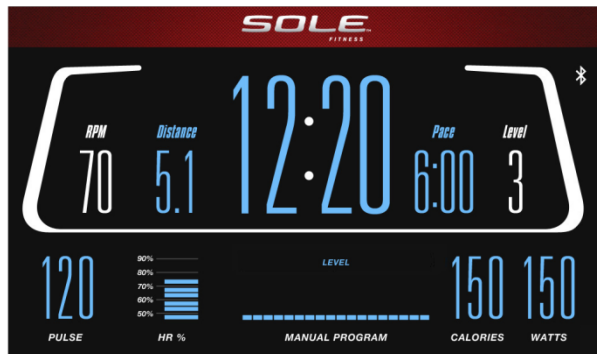 SOLE
FITNESS
RPM Distance 12:20 Pace Level
70 5.1 6:00 3
120 90% LEVEL 150 150
80%
70%
60%
50%
PULSE HR % MANUAL PROGRAM CALORIES WATTS